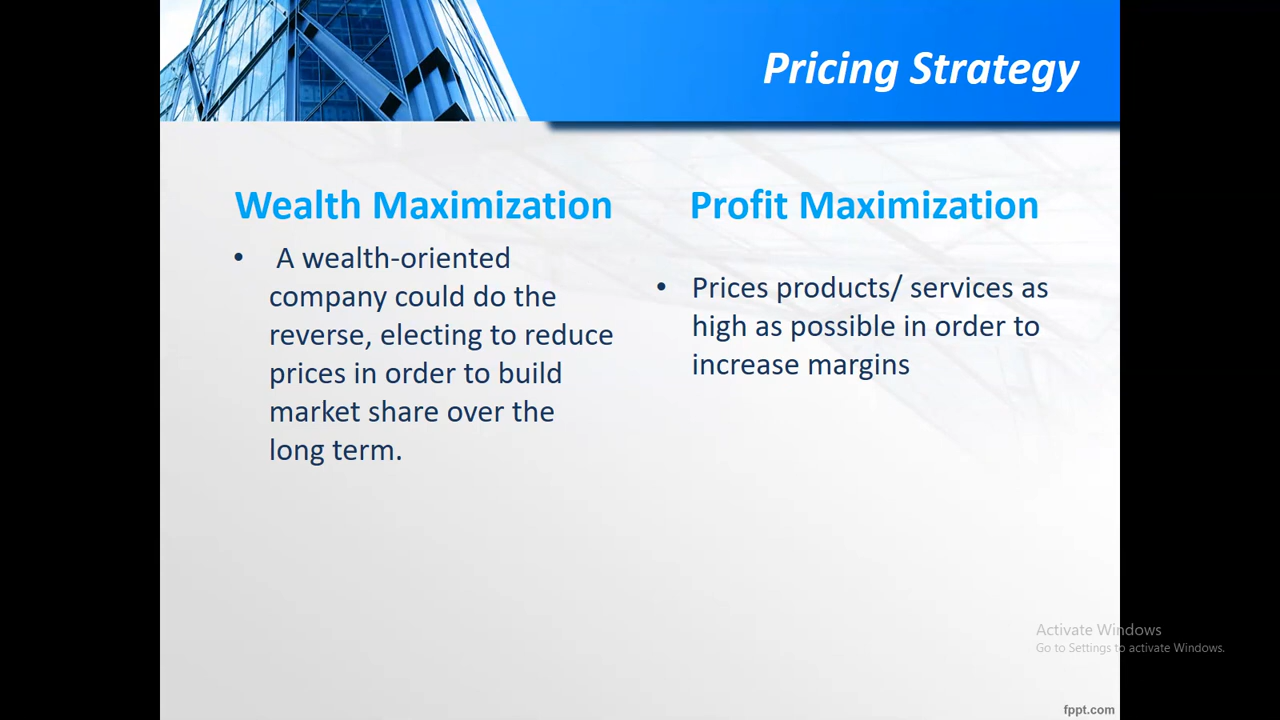 Pricing Strategy
Wealth Maximization
• A wealth-oriented
company could do the
reverse, electing to reduce
prices in order to build
market share over the
long term.
Profit Maximization
• Prices products/ services as
high as possible in order to
increase margins
Activate Windows
Go to Settings to activate Windows.
fppt.com